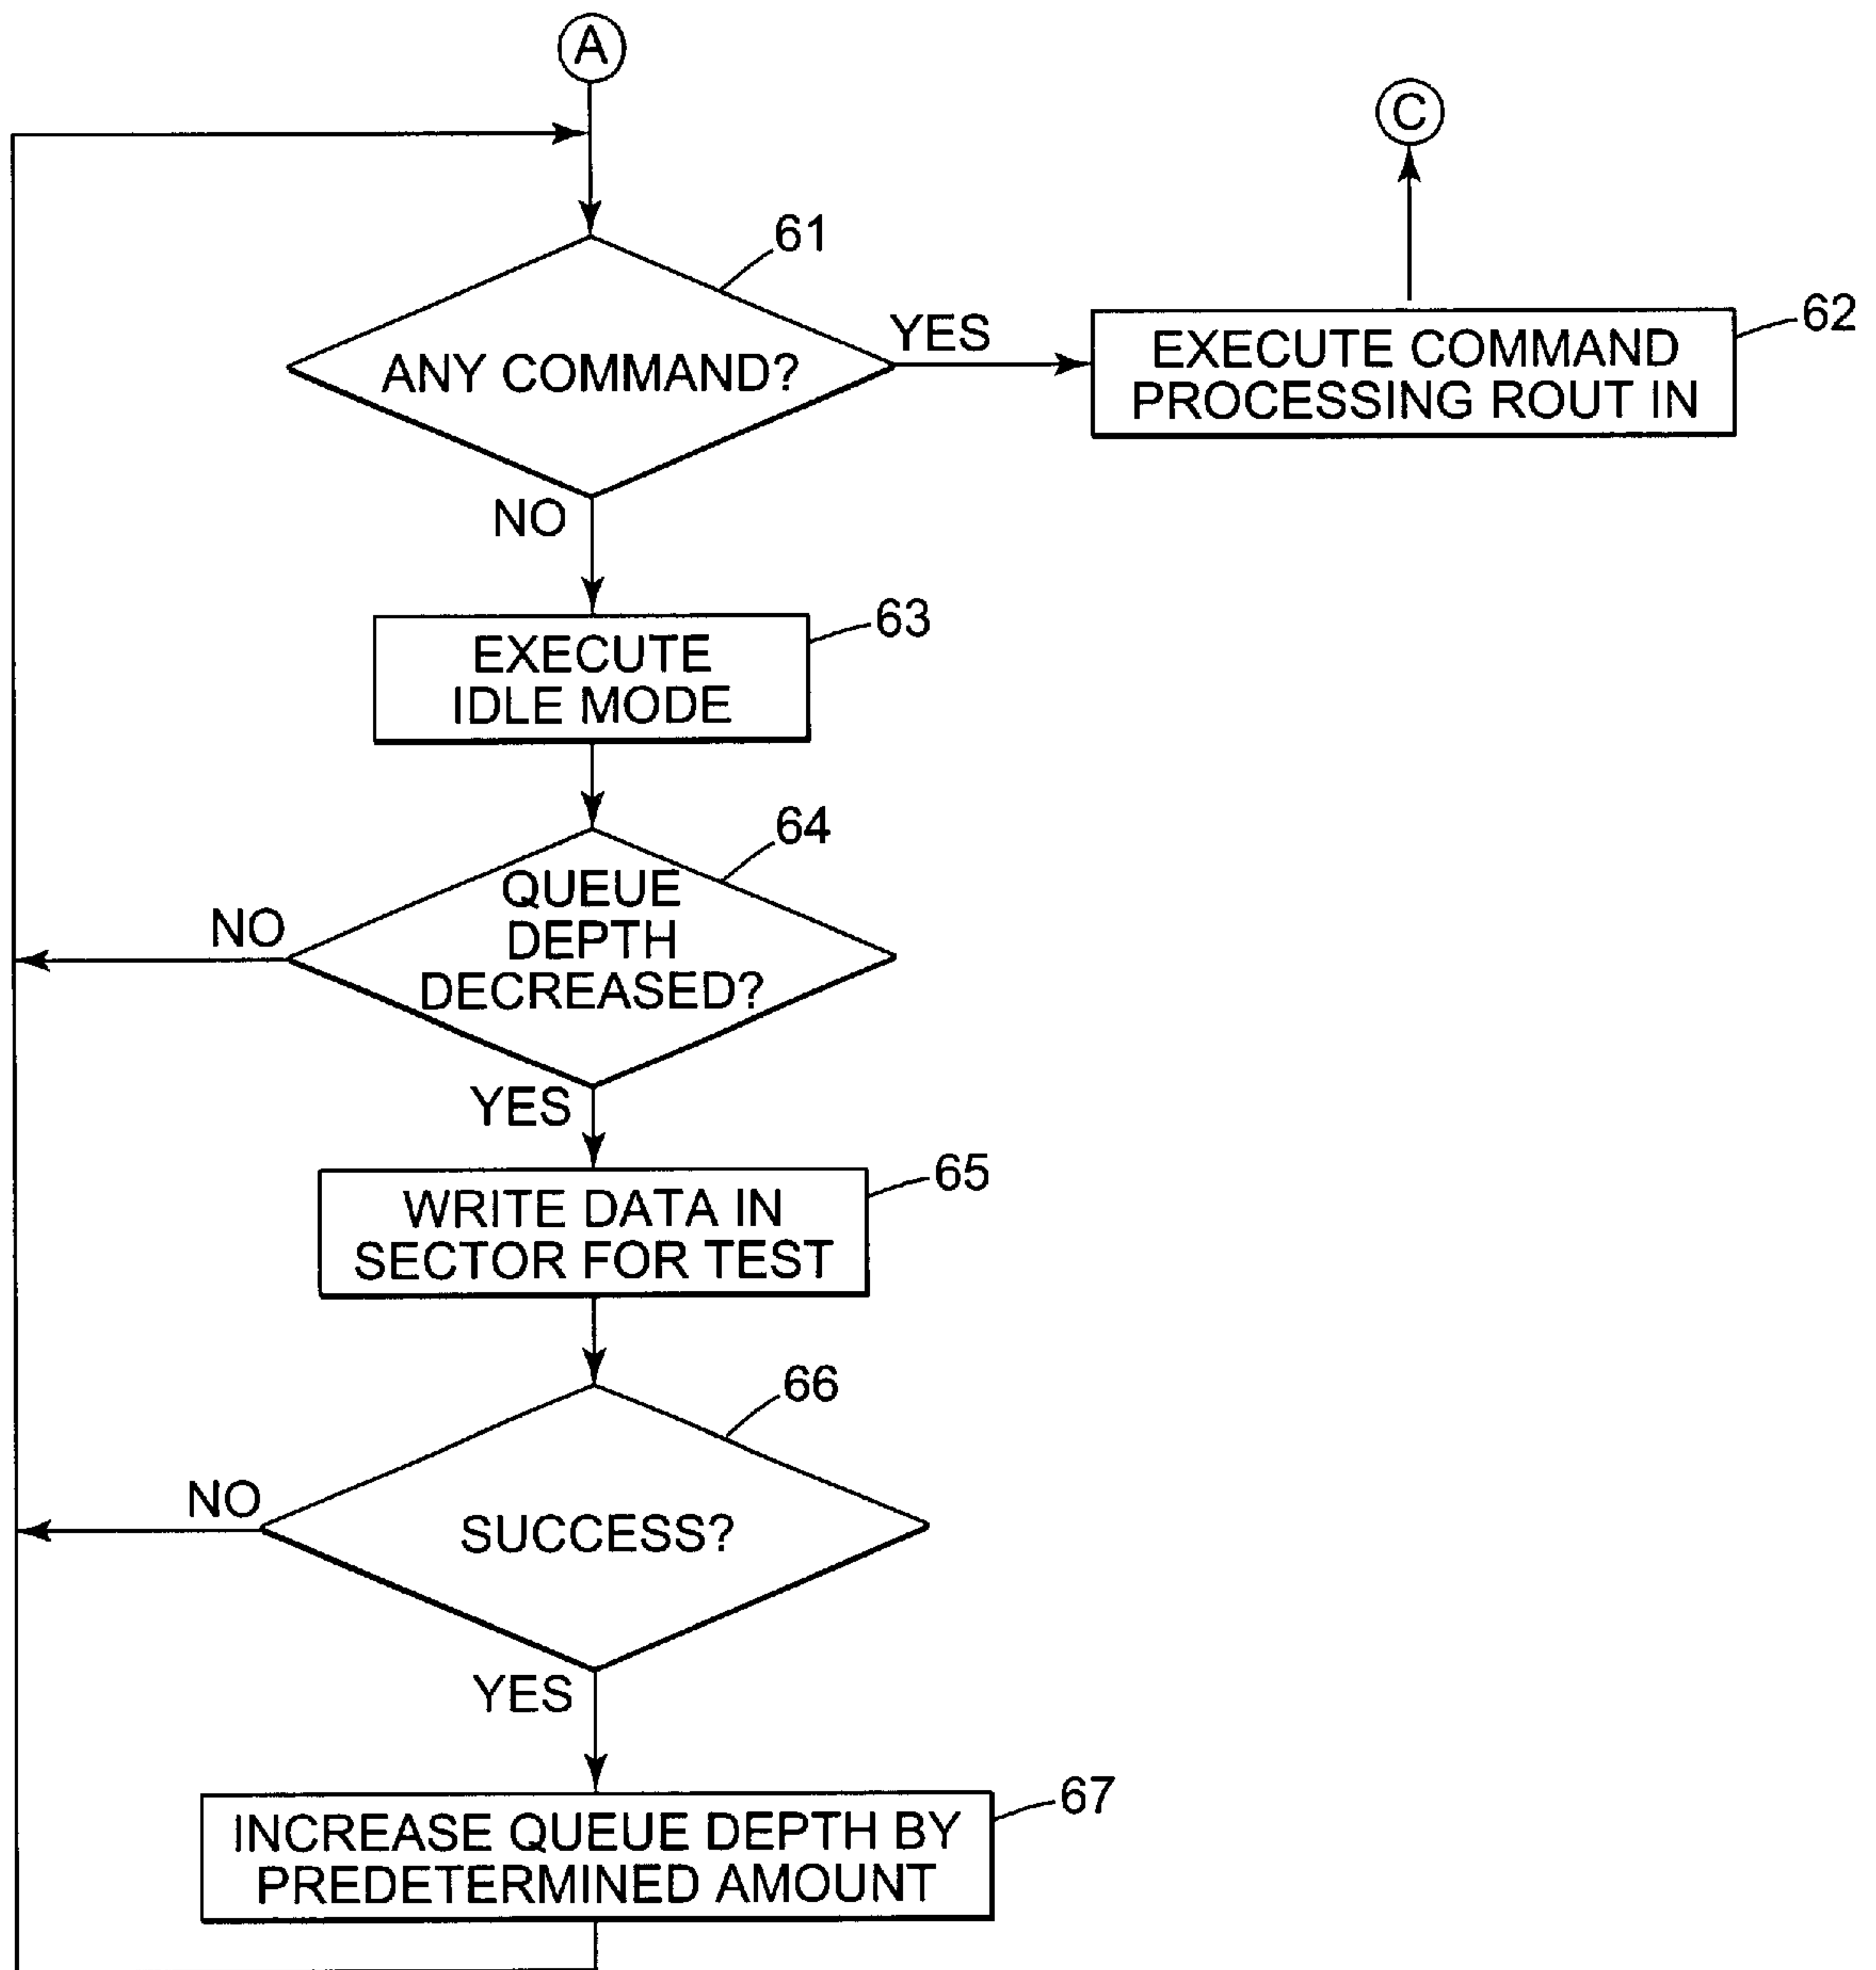 A
C
61
ANY COMMAND?
YES
62
EXECUTE COMMAND
PROCESSING ROUT IN
NO
63
EXECUTE
IDLE MODE
64
QUEUE
DEPTH
DECREASED?
NO
YES
65
WRITE DATA IN
SECTOR FOR TEST
66
NO
SUCCESS?
YES
67
INCREASE QUEUE DEPTH BY
PREDETERMINED AMOUNT